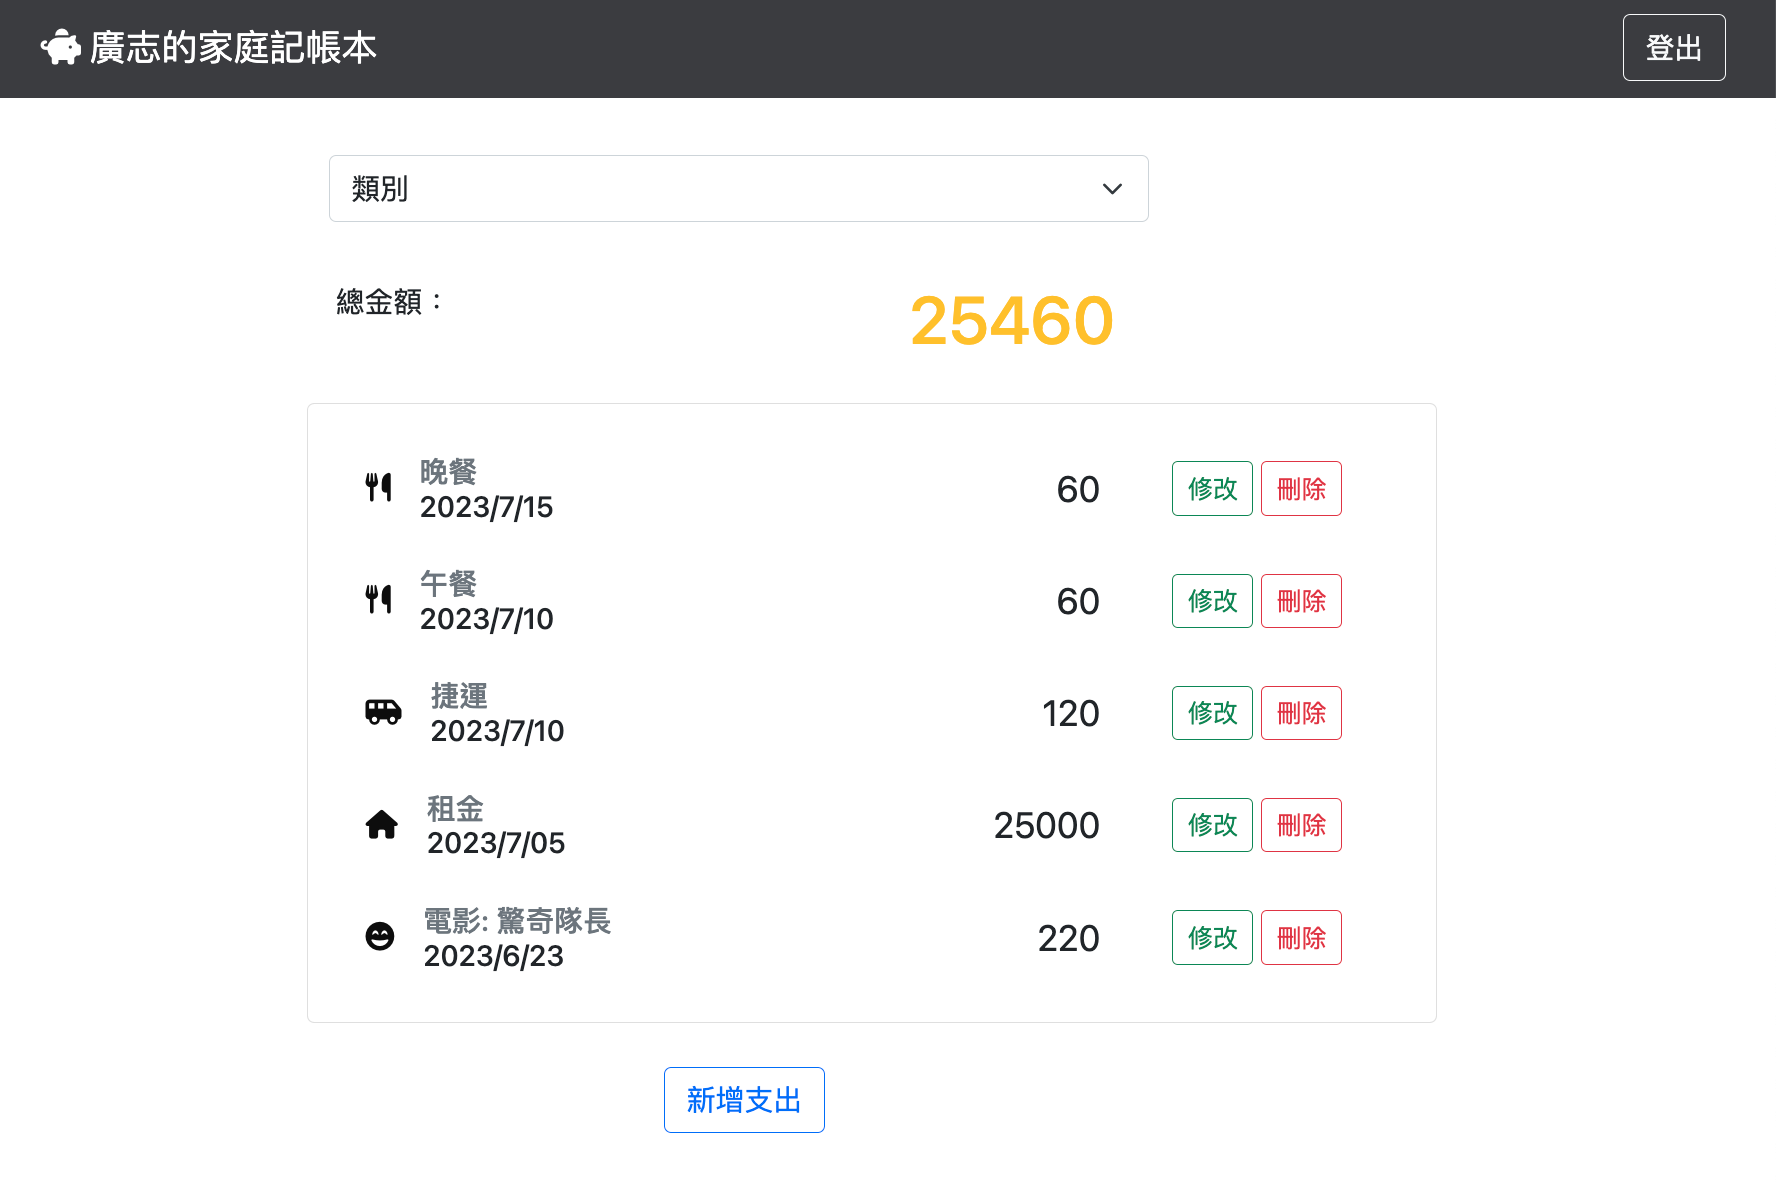 廣志的家庭記帳本
登出
類別
總金額：
25460
晚餐
2023/7/15
60
修改
刪除
午餐
2023/7/10
60
修改
刪除
捷運
2023/7/10
120
修改
刪除
租金
2023/7/05
25000
修改
刪除
電影: 驚奇隊長
2023/6/23
220
修改
刪除
新增支出